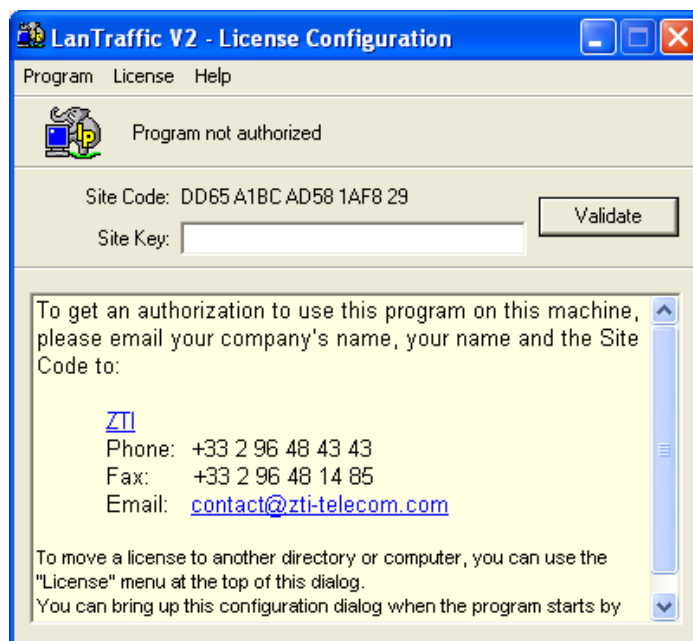 LanTraffic V2 - License Configuration
Program License Help
Program not authorized
Site Code: DD65 A1BC AD58 1AF8 29
Validate
Site Key:
To get an authorization to use this program on this machine,
please email your company's name, your name and the Site
Code to:
ZTI
Phone: +33 2 96 48 43 43
Fax: +33 2 96 48 14 85
Email: contact@zti-telecom.com
To move a license to another directory or computer, you can use the
"License" menu at the top of this dialog.
You can bring up this configuration dialog when the program starts by